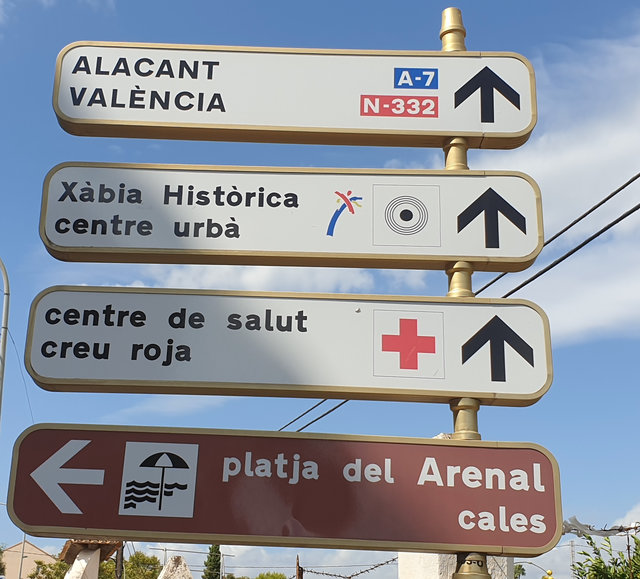 ALACANT
VALÈNCIA
A-7
N-332
Xàbia Històrica
centre urbà
centre de salut
creu roja
platja del Arenal
cales